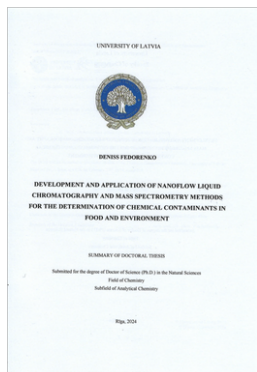 UNIVERSITY OF LATVIA
DENISS FEDORENKO
DEVELOPMENT AND APPLICATION OF NANOFLOW LIQUID
CHROMATOGRAPHY AND MASS SPECTROMETRY METHODS
FOR THE DETERMINATION OF CHEMICAL CONTAMINANTS IN
FOOD AND ENVIRONMENT
SUMMARY OF DOCTORAL THESIS
Submitted for the degree of Doctor of Science (Ph.D.) in the Natural Sciences
Field of Chemistry
Subfield of Analytical Chemistry
Rīga, 2024